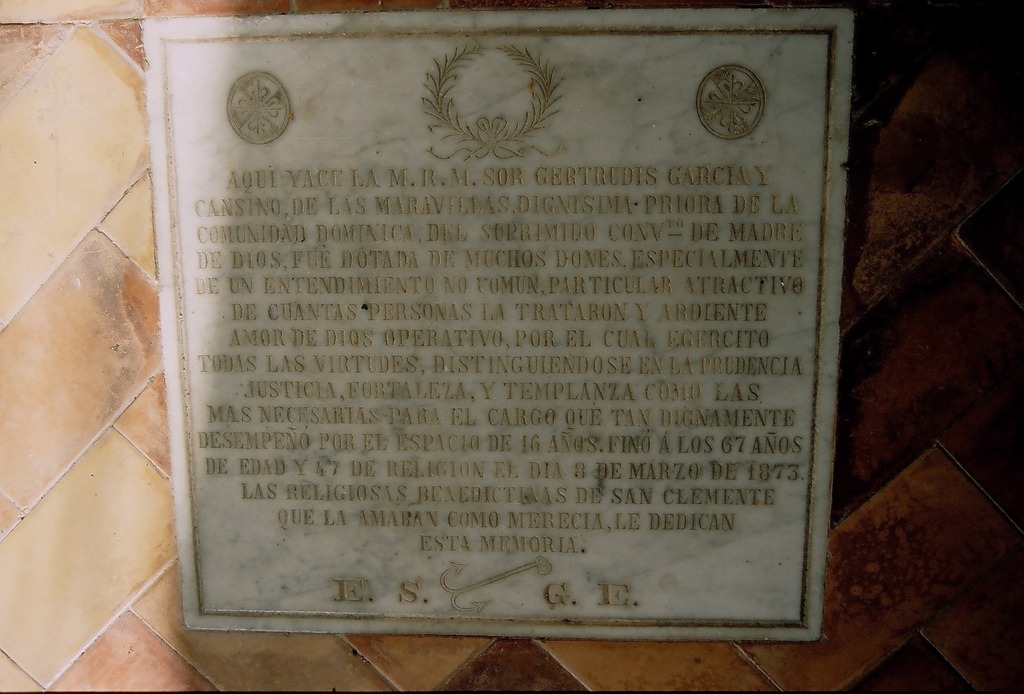 AQUI YACE LA M. R. M. SOR GERTRUDIS GARCIA Y
CANSINO, DE LAS MARAVILLAS, DIGNISIMA PRIORA DE LA
COMUNIDAD DOMINICA, DEL SUPRIMIDO CONVTO DE MADRE
DE DIOS, FUÉ DOTADA DE MUCHOS DONES, ESPECIALMENTE
DE UN ENTENDIMIENTO NO COMUN, PARTICULAR ATRACTIVO
DE CUANTAS PERSONAS LA TRATARON Y ARDIENTE
AMOR DE DIOS OPERATIVO, POR EL CUAL EGERCITO
TODAS LAS VIRTUDES, DISTINGUIENDOSE EN LA PRUDENCIA
JUSTICIA, FORTALEZA, Y TEMPLANZA COMO LAS
MAS NECESARIAS PARA EL CARGO QUE TAN DIGNAMENTE
DESEMPEÑO POR EL ESPACIO DE 16 AÑOS. FINÓ Á LOS 67 AÑOS
DE EDAD Y 47 DE RELIGION EL DIA 8 DE MARZO DE 1873.
LAS RELIGIOSAS BENEDICTINAS DE SAN CLEMENTE
QUE LA AMABAN COMO MERECIA, LE DEDICAN
ESTA MEMORIA.
E. S. G. E.